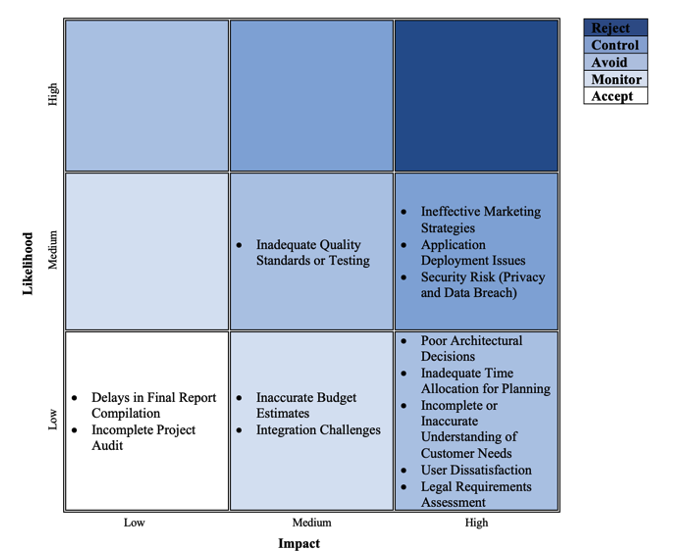 Reject
Control
Avoid
Monitor
Accept
High
Likelihood
Medium
• Inadequate Quality
Standards or Testing
• Ineffective Marketing
Strategies
• Application
Deployment Issues
• Security Risk (Privacy
and Data Breach)
Low
• Delays in Final Report
Compilation
• Incomplete Project
Audit
• Inaccurate Budget
Estimates
• Integration Challenges
• Poor Architectural
Decisions
• Inadequate Time
Allocation for Planning
• Incomplete or
Inaccurate
Understanding of
Customer Needs
• User Dissatisfaction
• Legal Requirements
Assessment
Low
Medium
High
Impact